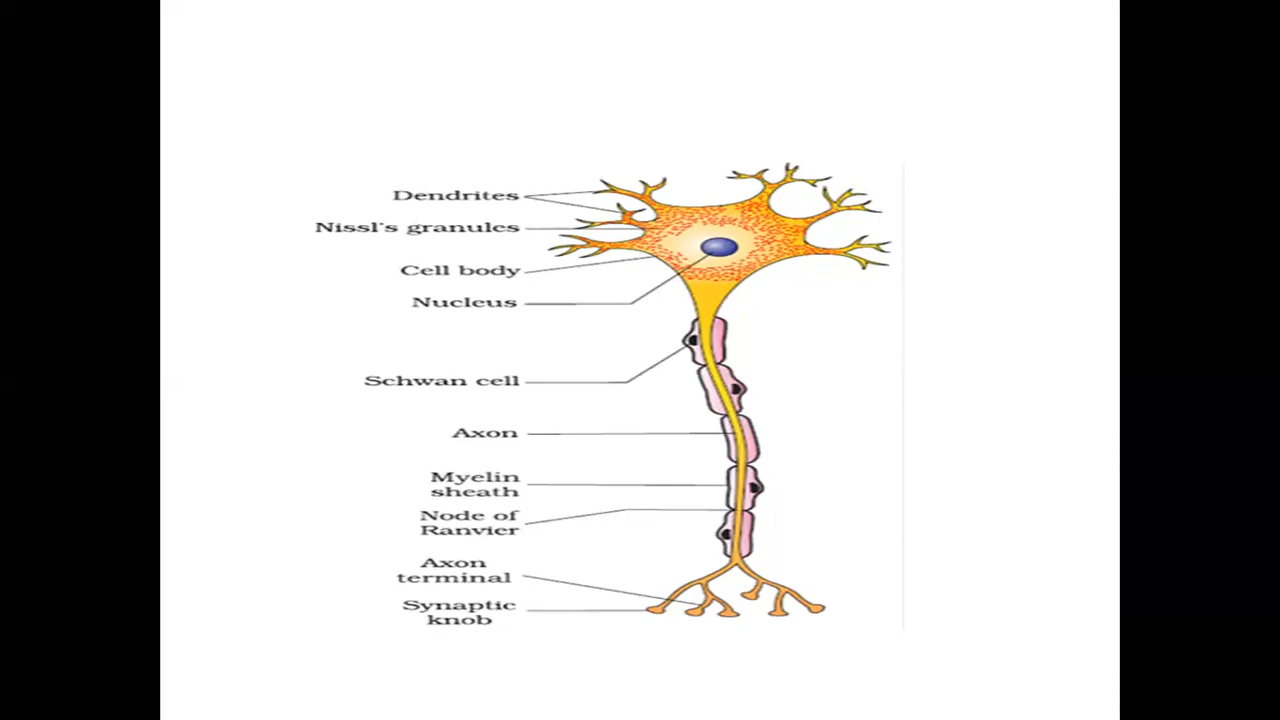 Dendrites
Nissl's granules
Cell body
Nucleus
Schwan cell
Axon
Myelin
sheath
Node of
Ranvier
Axon
terminal
Synaptic
knob